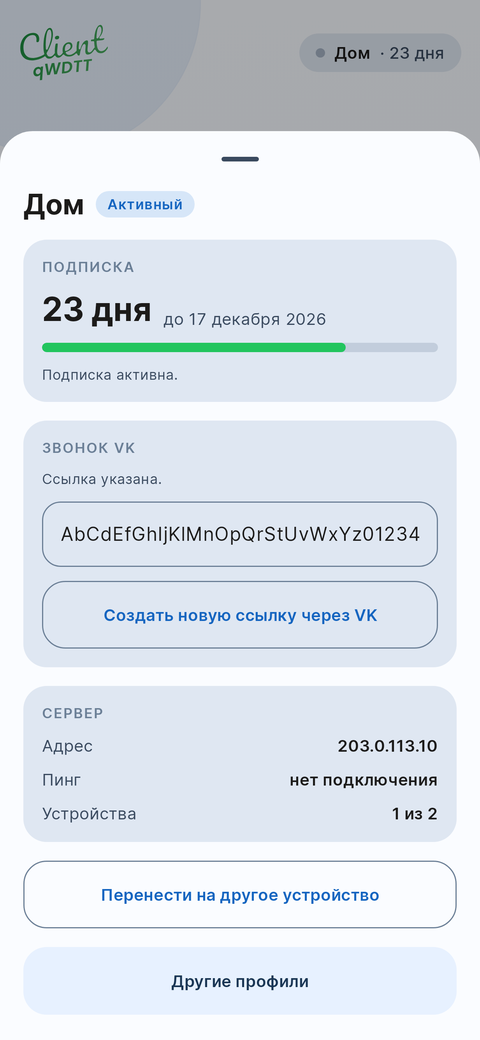 Client
qWDTT
Дом · 23 дня
Дом
Активный
ПОДПИСКА
23 дня до 17 декабря 2026
Подписка активна.
ЗВОНОК VK
Ссылка указана.
AbCdEfGhIjKlMnOpQrStUvWxYz01234
Создать новую ссылку через VK
СЕРВЕР
Адрес 203.0.113.10
Пинг нет подключения
Устройства 1 из 2
Перенести на другое устройство
Другие профили